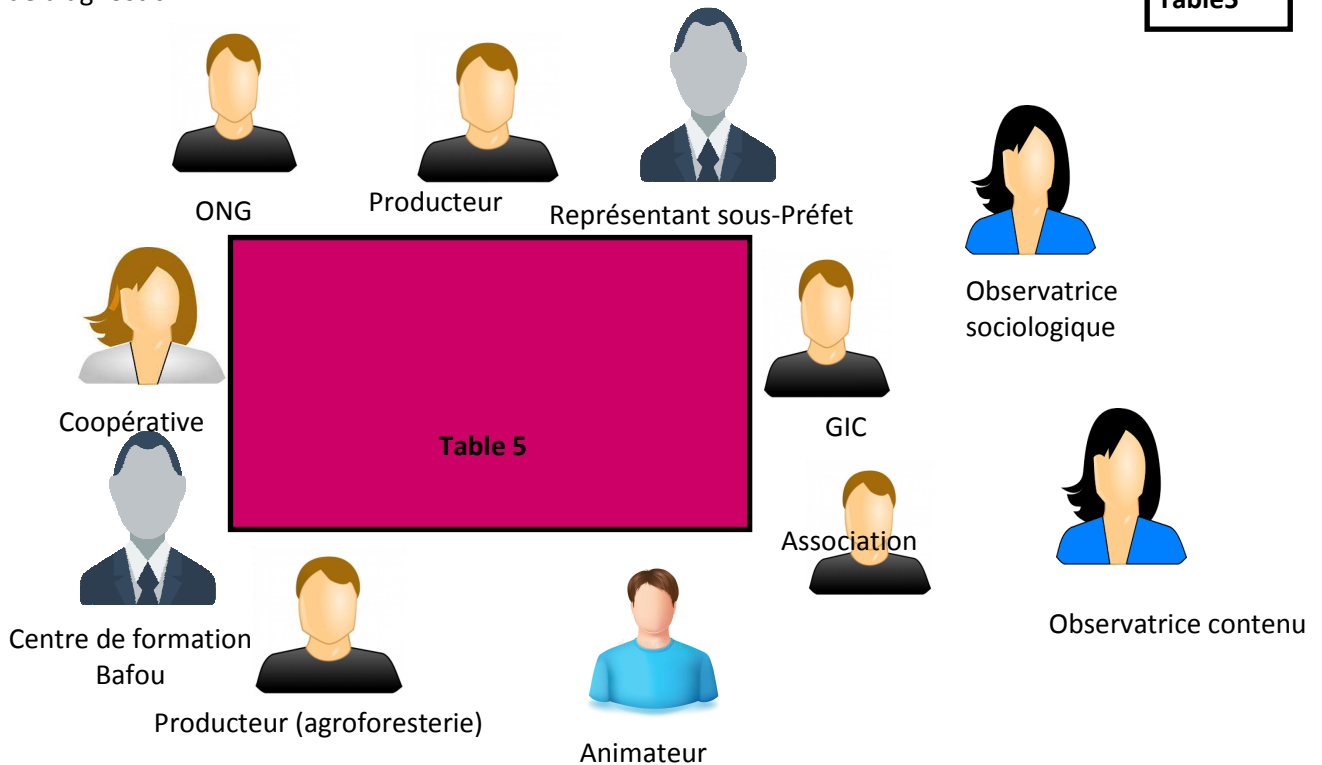 Table5
ONG
Producteur
Représentant sous-Préfet
Observatrice
sociologique
Coopérative
GIC
Table 5
Association
Centre de formation
Bafou
Observatrice contenu
Producteur (agroforesterie)
Animateur